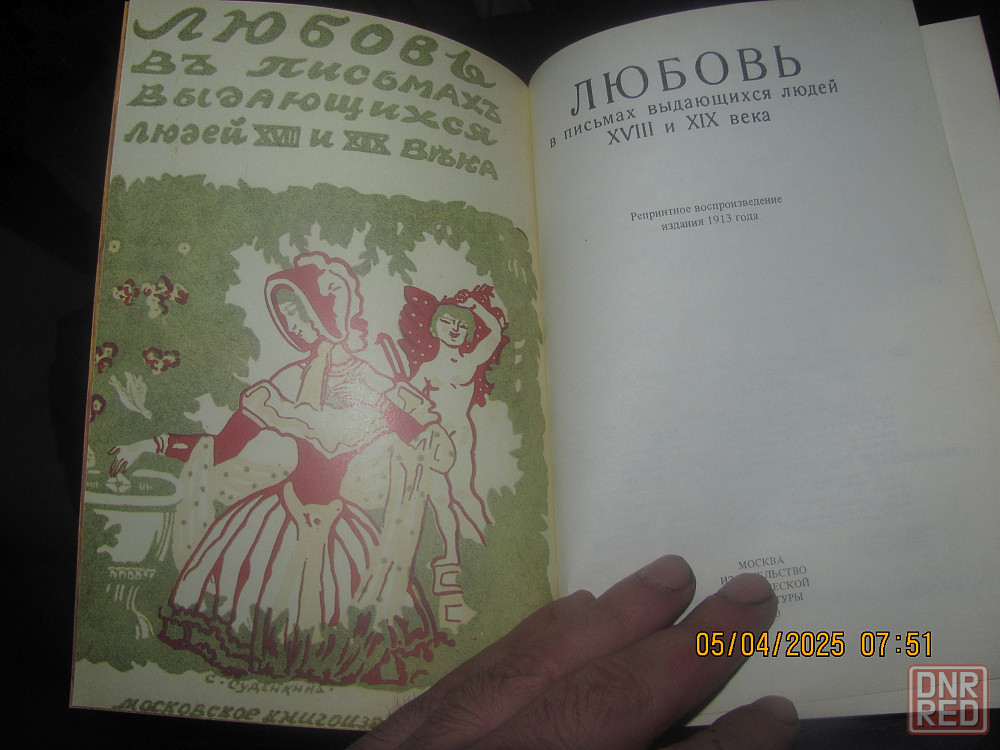 ЛЮБОВЬ
ВЪ ПИСЬМАХЪ
ВЫДАЮЩИХСЯ
ЛЮДЕЙ XVIII И XIX ВѢКА
С. Судейкинъ
МОСКОВСКОЕ
ЛЮБОВЬ
в письмах выдающихся людей
XVIII и XIX века
Репринтное воспроизведение
издания 1913 года
МОСКВА
05/04/2025 07:51
DNR
RED